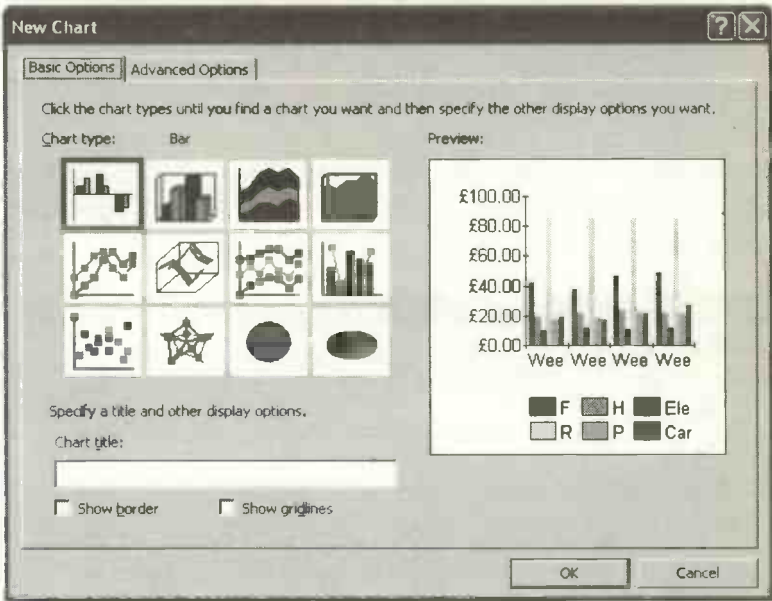 New Chart
Basic Options Advanced Options
Click the chart types until you find a chart you want and then specify the other display options you want.
Chart type: Bar
Preview:
£100.00
£80.00
£60.00
£40.00
£20.00
£0.00
Wee Wee Wee Wee
F H Ele
R P Car
Specify a title and other display options.
Chart title:
Show border Show gridlines
OK Cancel